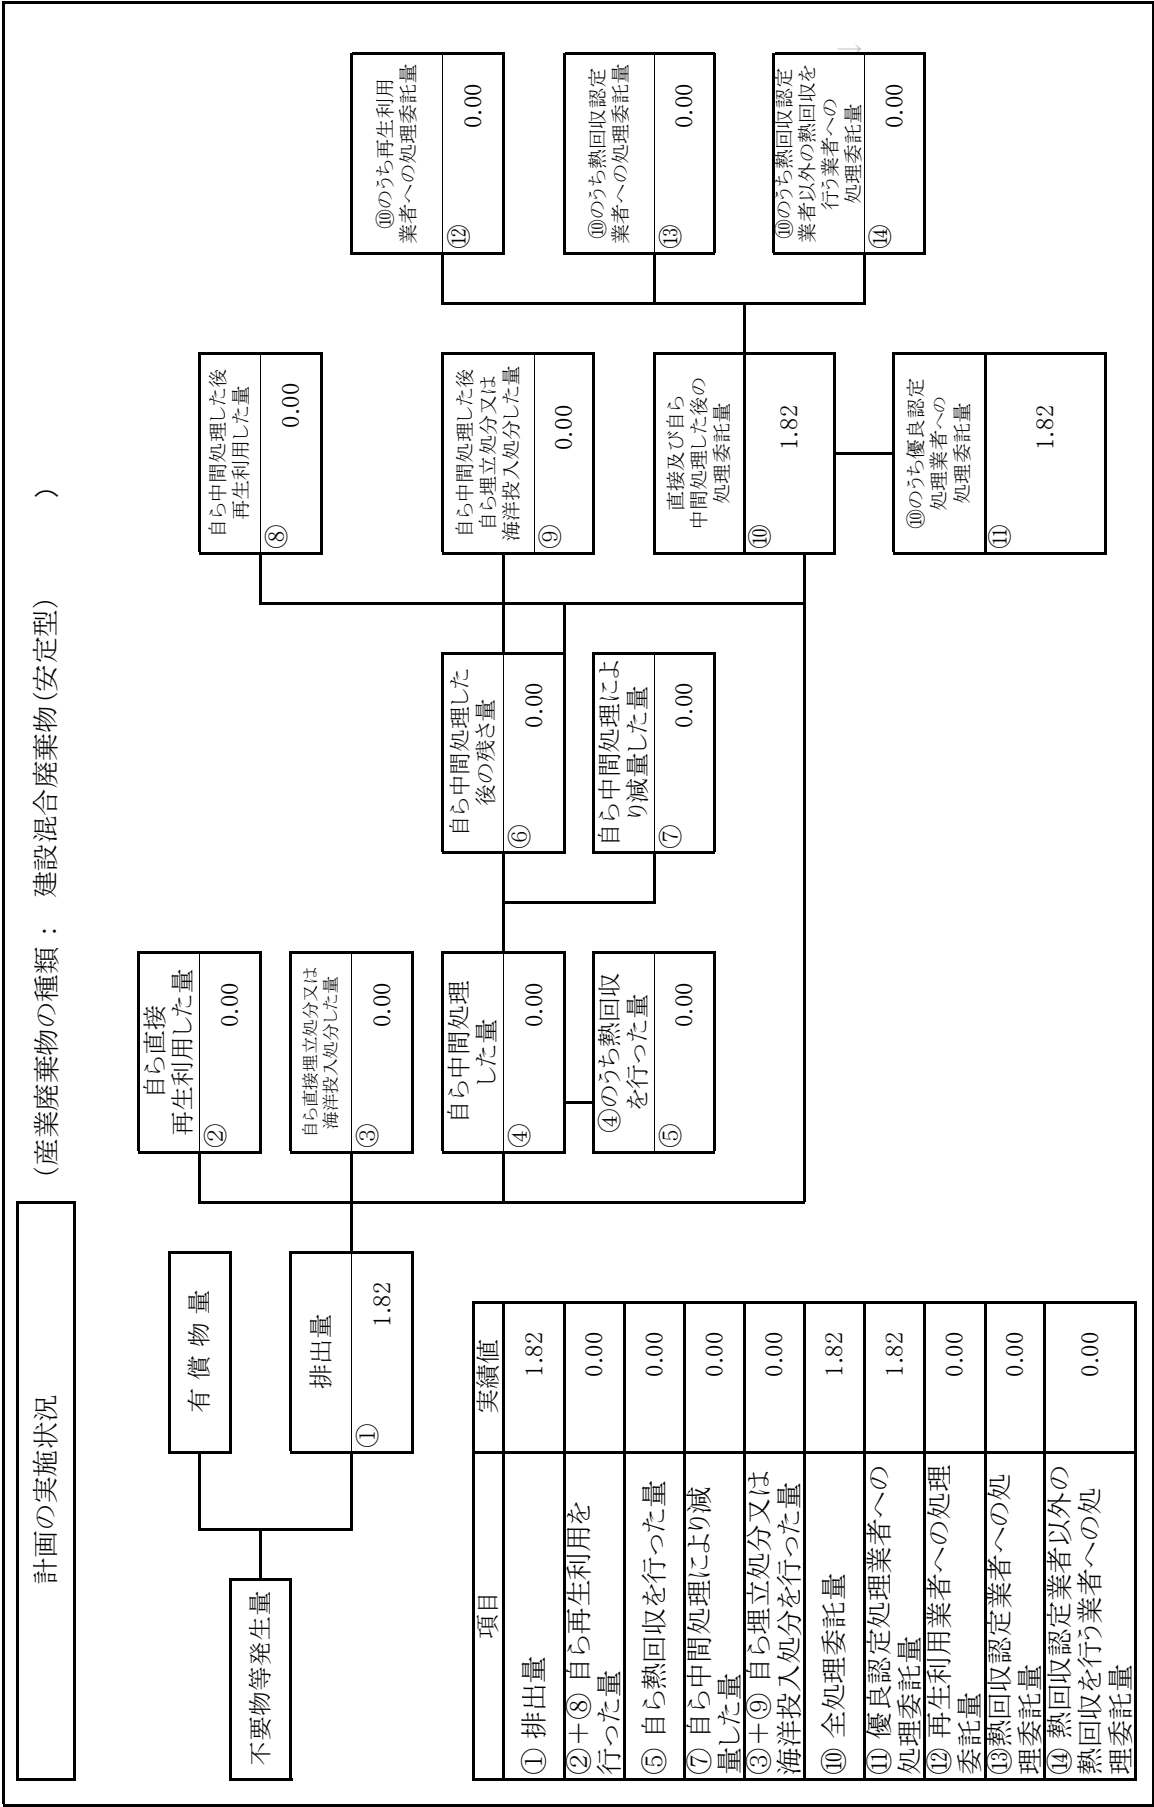 計画の実施状況
(産業廃棄物の種類： 建設混合廃棄物(安定型) )
不要物等発生量
有 償 物 量
排出量
①
1.82
自ら直接
再生利用した量
②
0.00
自ら直接埋立処分又は
海洋投入処分した量
③
0.00
自ら中間処理
した量
④
0.00
④のうち熱回収
を行った量
⑤
0.00
自ら中間処理した
後の残さ量
⑥
0.00
自ら中間処理によ
り減量した量
⑦
0.00
自ら中間処理した後
再生利用した量
⑧
0.00
自ら中間処理した後
自ら埋立処分又は
海洋投入処分した量
⑨
0.00
直接及び自ら
中間処理した後の
処理委託量
⑩
1.82
⑩のうち優良認定
処理業者への
処理委託量
⑪
1.82
⑩のうち再生利用
業者への処理委託量
⑫
0.00
⑩のうち熱回収認定
業者への処理委託量
⑬
0.00
⑩のうち熱回収認定
業者以外の熱回収を
行う業者への
処理委託量
⑭
0.00
↓
項目 実績値
① 排出量 1.82
②＋⑧ 自ら再生利用を
行った量 0.00
⑤ 自ら熱回収を行った量 0.00
⑦ 自ら中間処理により減
量した量 0.00
③＋⑨ 自ら埋立処分又は
海洋投入処分を行った量 0.00
⑩ 全処理委託量 1.82
⑪ 優良認定処理業者への
処理委託量 1.82
⑫ 再生利用業者への処理
委託量 0.00
⑬熱回収認定業者への処
理委託量 0.00
⑭ 熱回収認定業者以外の
熱回収を行う業者への処
理委託量 0.00